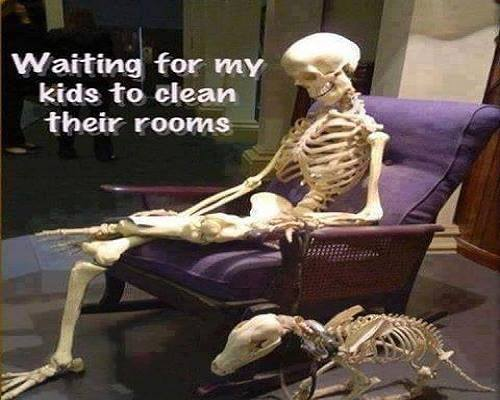 Waiting for my
kids to clean
their rooms